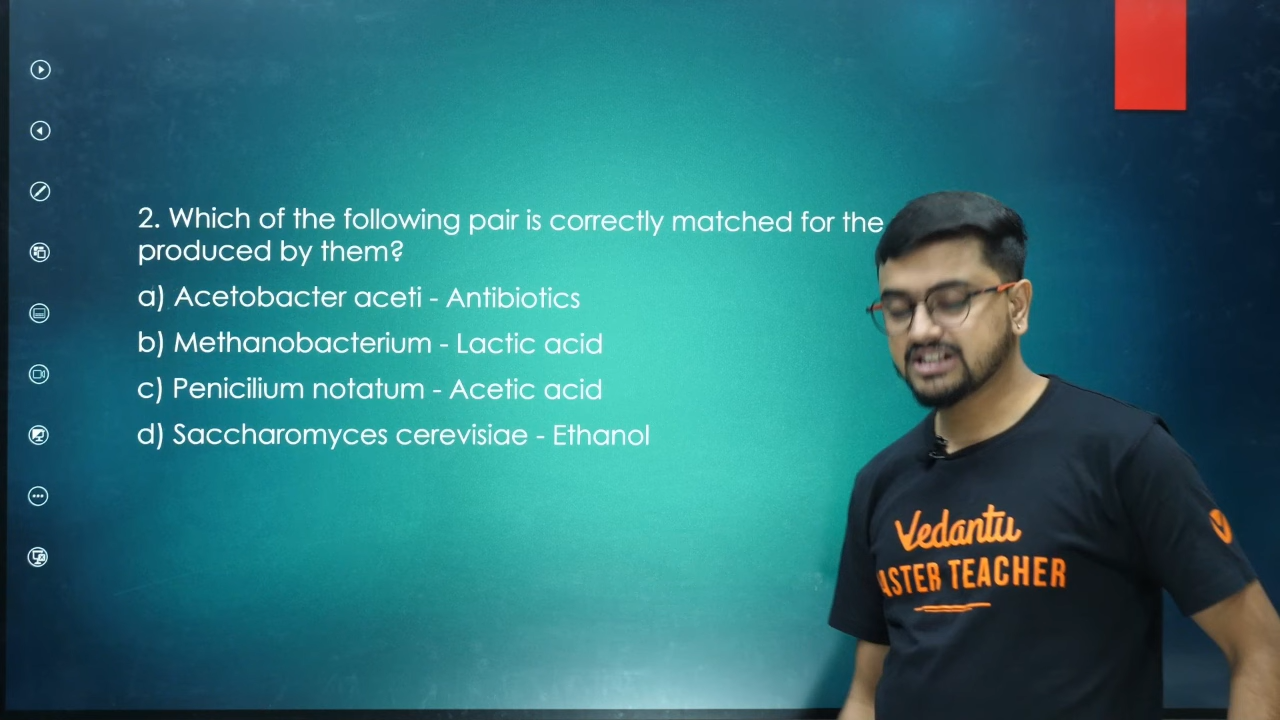 2. Which of the following pair is correctly matched for the
produced by them?
a) Acetobacter aceti - Antibiotics
b) Methanobacterium - Lactic acid
c) Penicilium notatum - Acetic acid
d) Saccharomyces cerevisiae - Ethanol
Vedantu
ASTER TEACHER